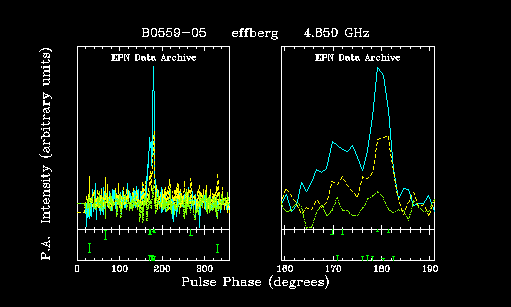 B0559-05 effberg 4.850 GHz
EPN Data Archive EPN Data Archive
P.A. Intensity (arbitrary units)
0 100 200 300 160 170 180 190
Pulse Phase (degrees)